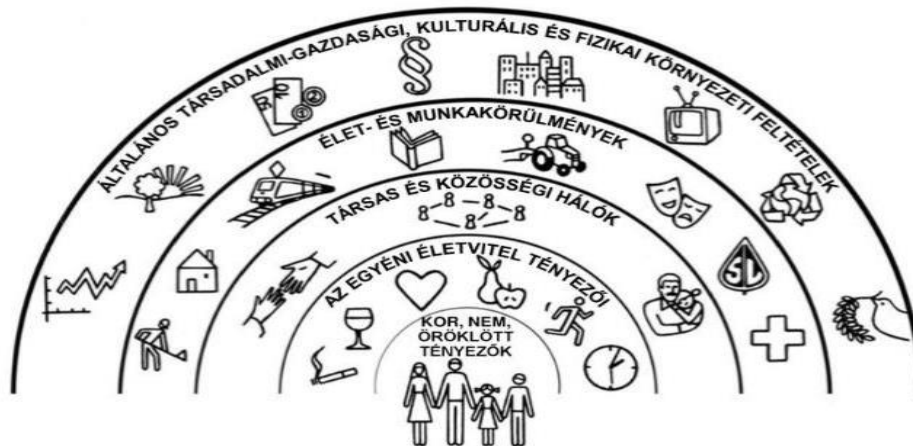 ÁLTALÁNOS TÁRSADALMI-GAZDASÁGI, KULTURÁLIS ÉS FIZIKAI KÖRNYEZETI FELTÉTELEK
ÉLET- ÉS MUNKAKÖRÜLMÉNYEK
TÁRSAS ÉS KÖZÖSSÉGI HÁLÓK
AZ EGYÉNI ÉLETVITEL TÉNYEZŐI
KOR, NEM,
ÖRÖKLÖTT
TÉNYEZŐK